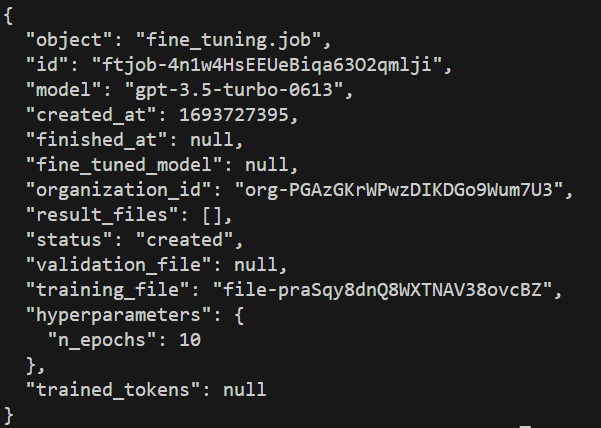 {
  "object": "fine_tuning.job",
  "id": "ftjob-4n1w4HsEEUeBiqa63O2qmlji",
  "model": "gpt-3.5-turbo-0613",
  "created_at": 1693727395,
  "finished_at": null,
  "fine_tuned_model": null,
  "organization_id": "org-PGAzGKrWPwzDIKDGo9Wum7U3",
  "result_files": [],
  "status": "created",
  "validation_file": null,
  "training_file": "file-praSqy8dnQ8WXTNAV38ovcBZ",
  "hyperparameters": {
    "n_epochs": 10
  },
  "trained_tokens": null
}